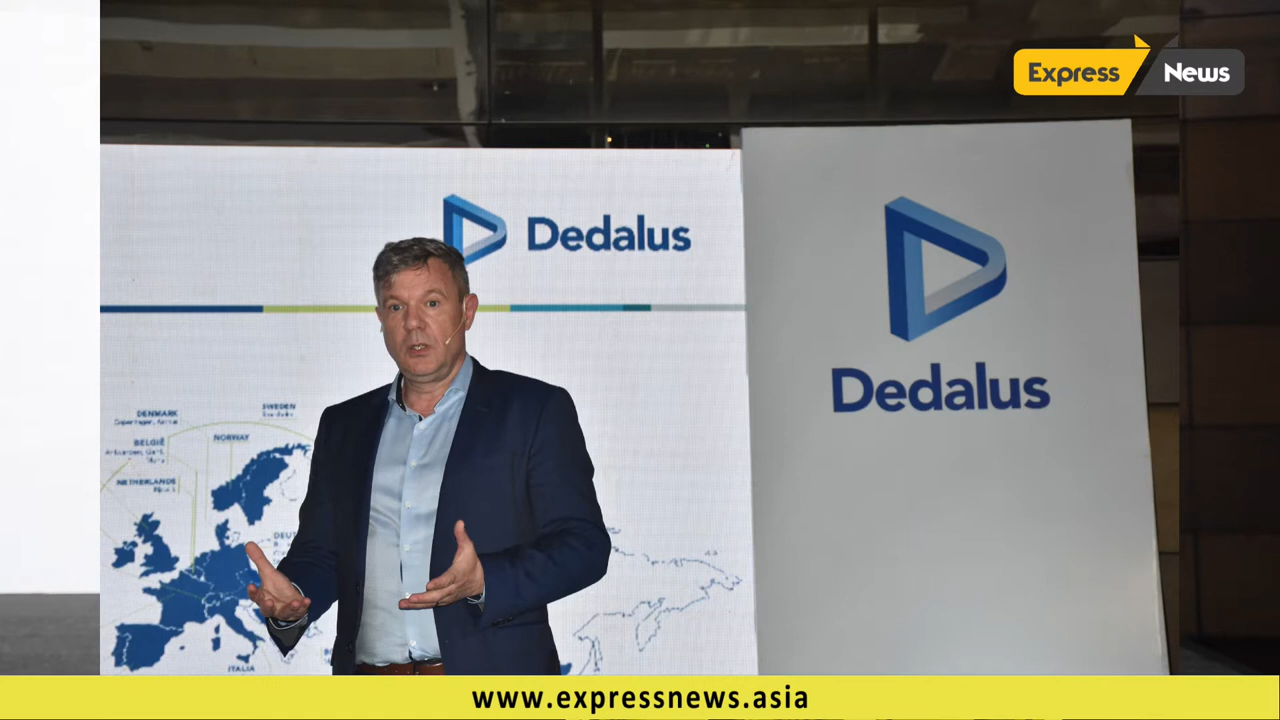 Express News
Dedalus
Dedalus
DENMARK
SWEDEN
NORWAY
BELGIË
NETHERLANDS
ITALIA
www.expressnews.asia